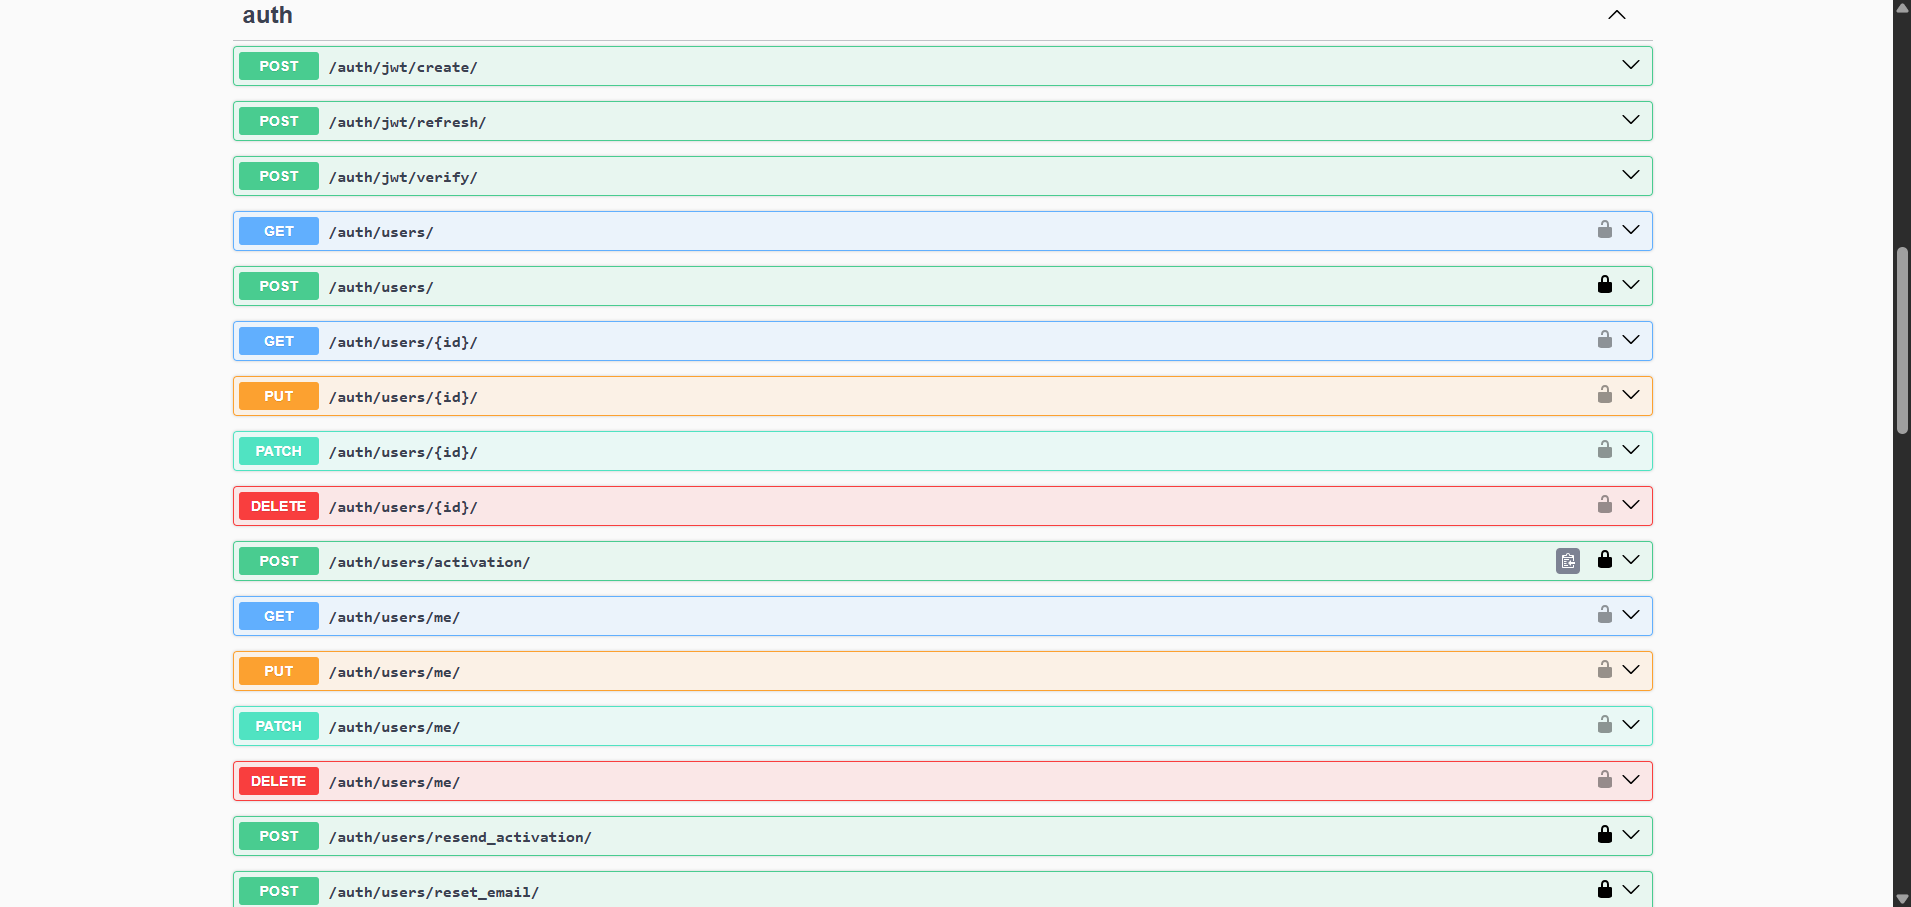 auth
POST /auth/jwt/create/
POST /auth/jwt/refresh/
POST /auth/jwt/verify/
GET /auth/users/
POST /auth/users/
GET /auth/users/{id}/
PUT /auth/users/{id}/
PATCH /auth/users/{id}/
DELETE /auth/users/{id}/
POST /auth/users/activation/
GET /auth/users/me/
PUT /auth/users/me/
PATCH /auth/users/me/
DELETE /auth/users/me/
POST /auth/users/resend_activation/
POST /auth/users/reset_email/